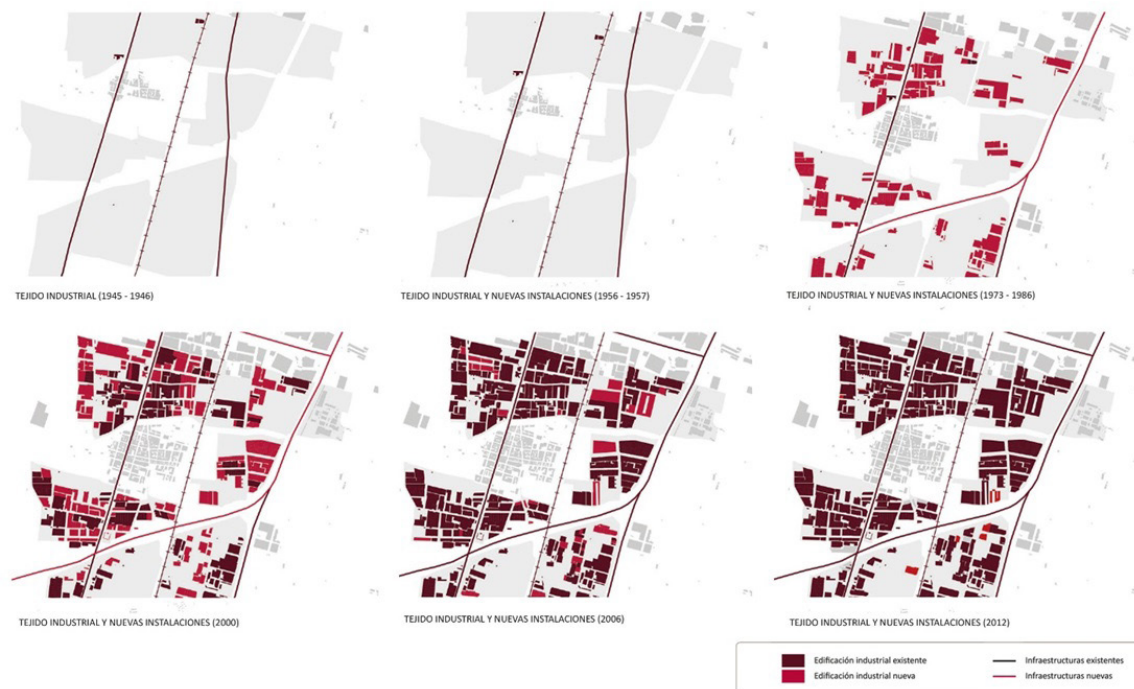 TEJIDO INDUSTRIAL (1945 - 1946)
TEJIDO INDUSTRIAL Y NUEVAS INSTALACIONES (1956 - 1957)
TEJIDO INDUSTRIAL Y NUEVAS INSTALACIONES (1973 - 1986)
TEJIDO INDUSTRIAL Y NUEVAS INSTALACIONES (2000)
TEJIDO INDUSTRIAL Y NUEVAS INSTALACIONES (2006)
TEJIDO INDUSTRIAL Y NUEVAS INSTALACIONES (2012)
Edificación industrial existente
Infraestructuras existentes
Edificación industrial nueva
Infraestructuras nuevas